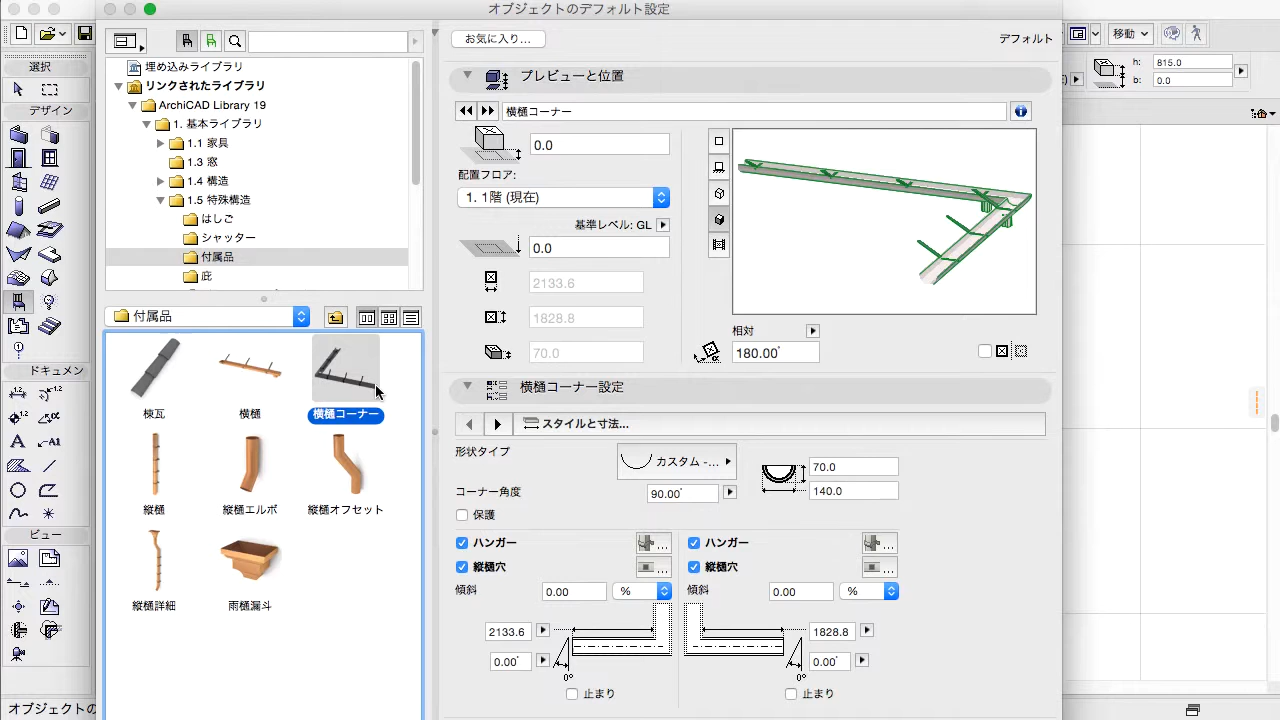 オブジェクトのデフォルト設定
選択
デザイン
ドキュメン
ビュー
埋め込みライブラリ
リンクされたライブラリ
ArchiCAD Library 19
1. 基本ライブラリ
1.1 家具
1.3 窓
1.4 構造
1.5 特殊構造
はしご
シャッター
付属品
庇
付属品
棟瓦
横樋
横樋コーナー
縦樋
縦樋エルボ
縦樋オフセット
縦樋詳細
雨樋漏斗
お気に入り...
デフォルト
プレビューと位置
横樋コーナー
0.0
配置フロア:
1. 1階 (現在)
基準レベル: GL
0.0
2133.6
1828.8
70.0
相対
180.00°
横樋コーナー設定
スタイルと寸法...
形状タイプ
カスタム -...
70.0
140.0
コーナー角度
90.00°
保護
ハンガー
ハンガー
縦樋穴
縦樋穴
傾斜
0.00
%
傾斜
0.00
%
2133.6
1828.8
0.00°
0°
0°
0.00°
止まり
止まり
移動
h:
815.0
b:
0.0
オブジェクトの